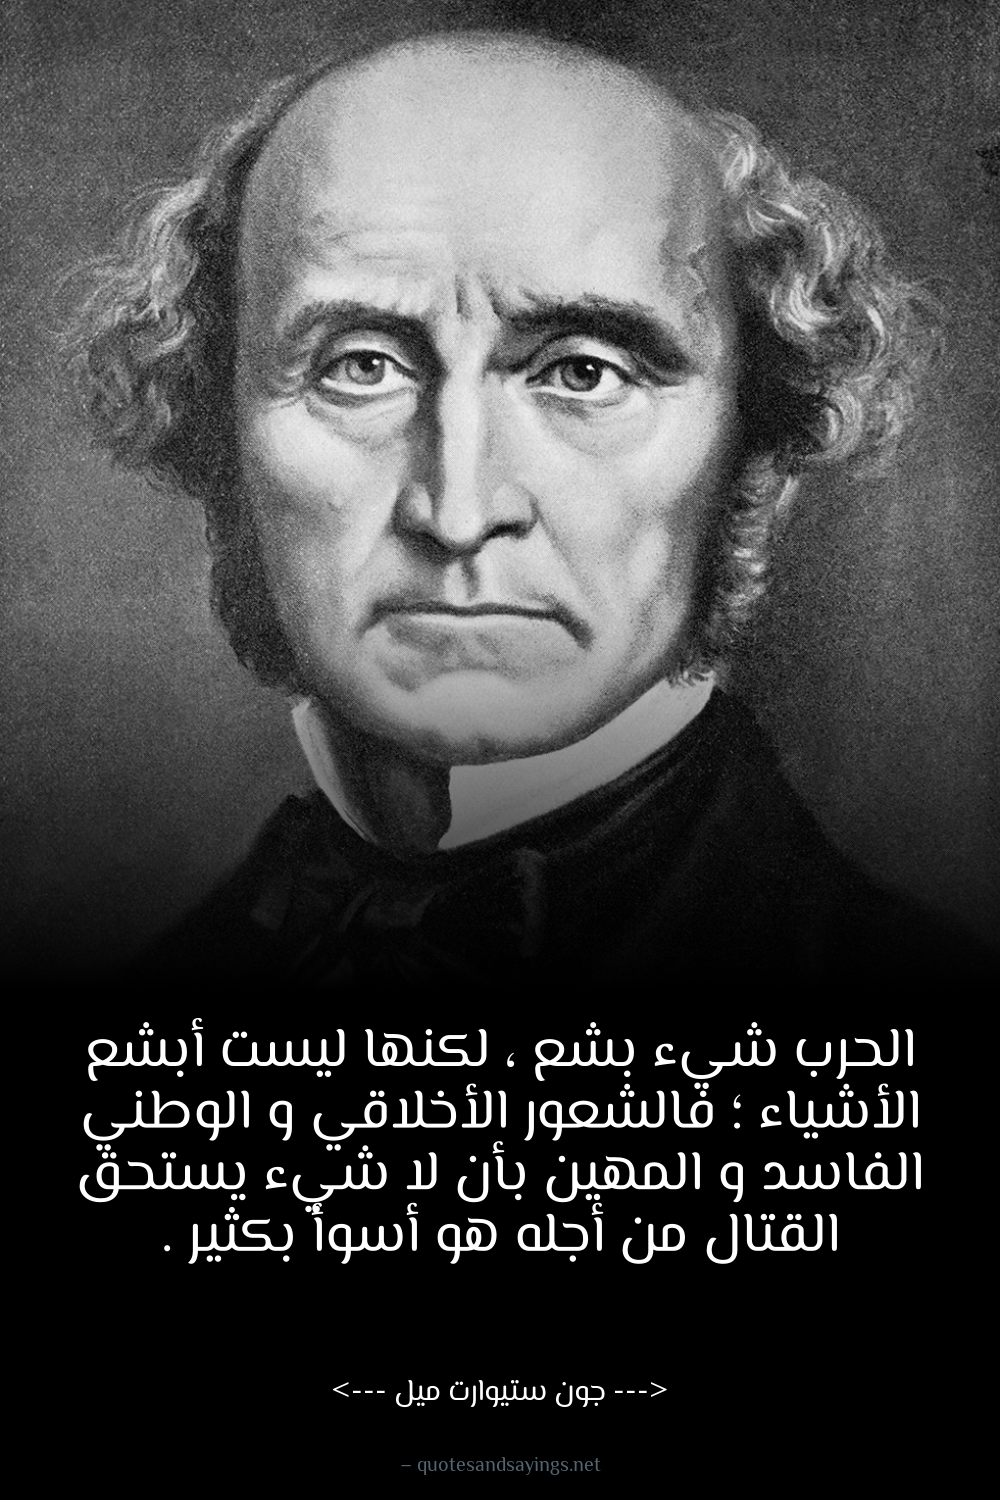 الحرب شيء بشع ، لكنها ليست أبشع
الأشياء ؛ فالشعور الأخلاقي و الوطني
الفاسد و المهين بأن لا شيء يستحق
القتال من أجله هو أسوأ بكثير .
<--- جون ستيوارت ميل --->
– quotesandsayings.net